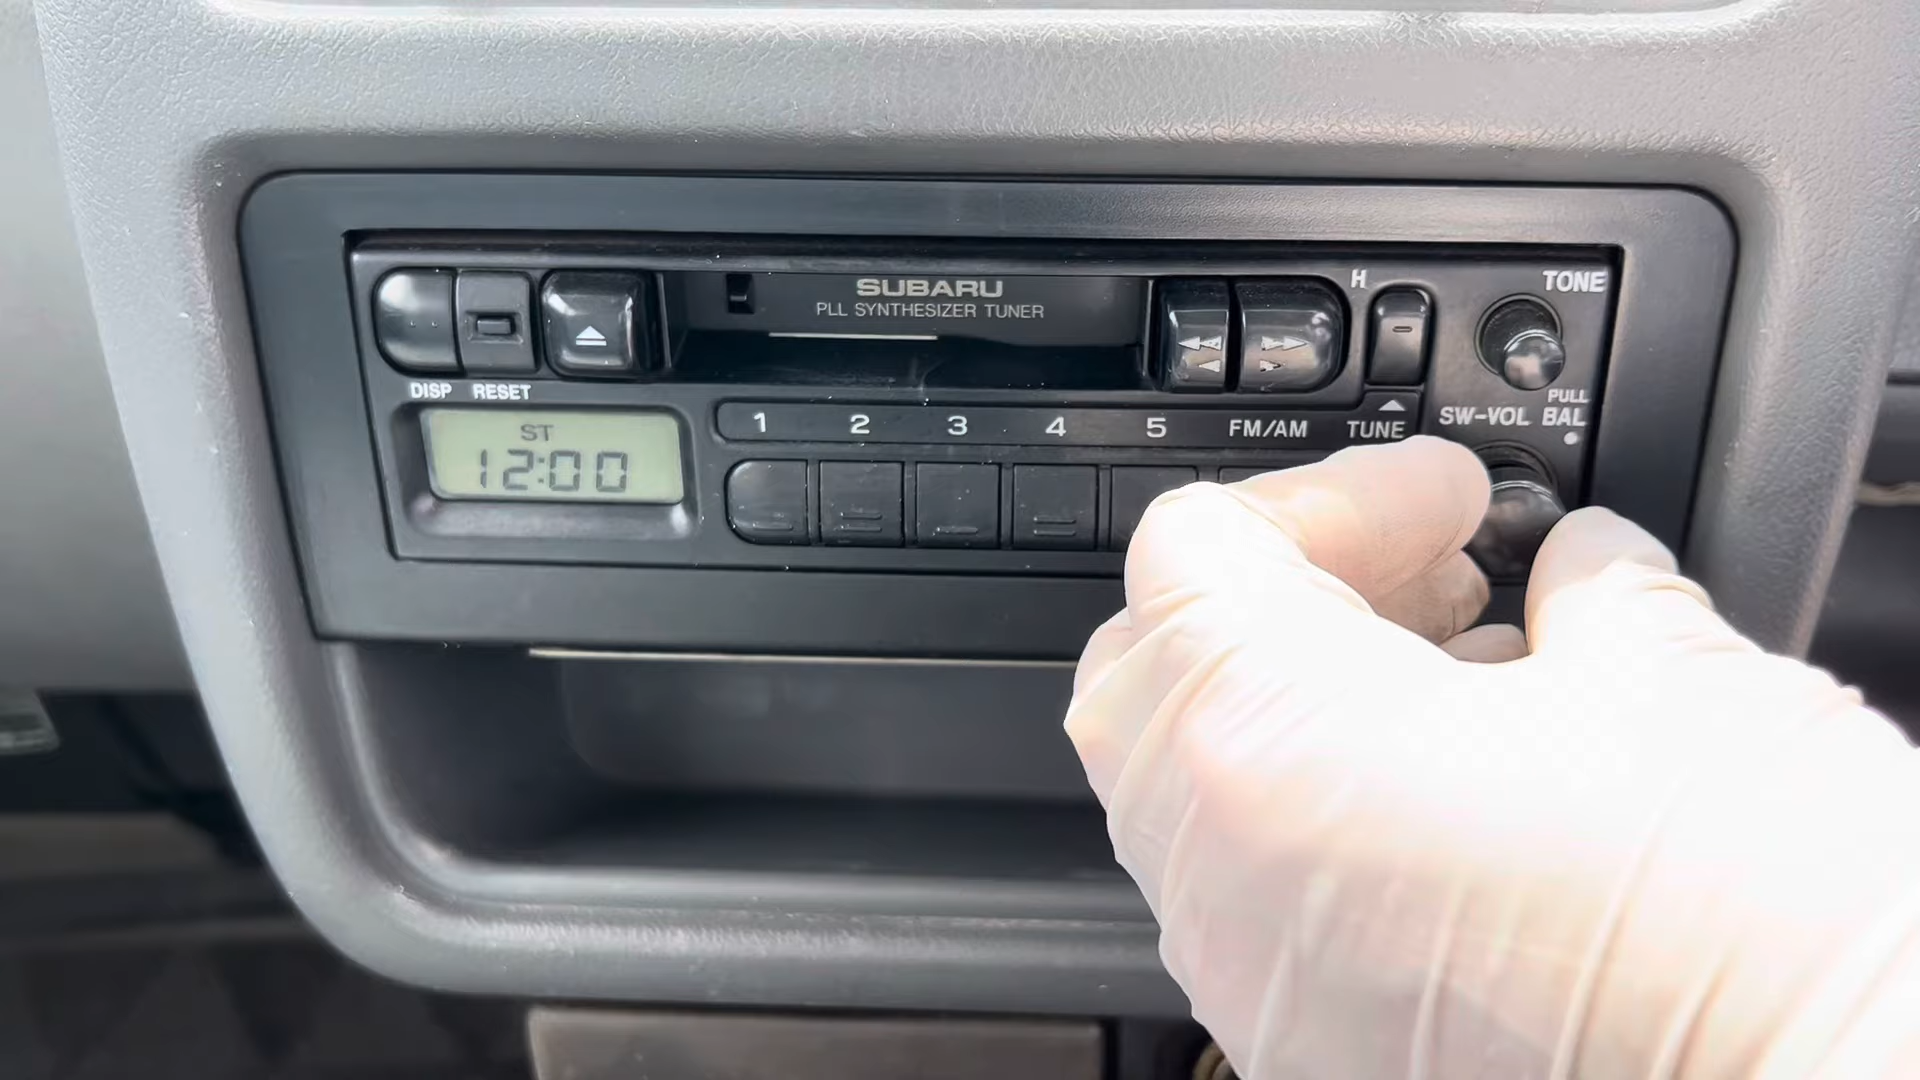 SUBARU
PLL SYNTHESIZER TUNER
H
TONE
DISP RESET
PULL
SW-VOL BAL
ST
12:00
1 2 3 4 5 FM/AM TUNE